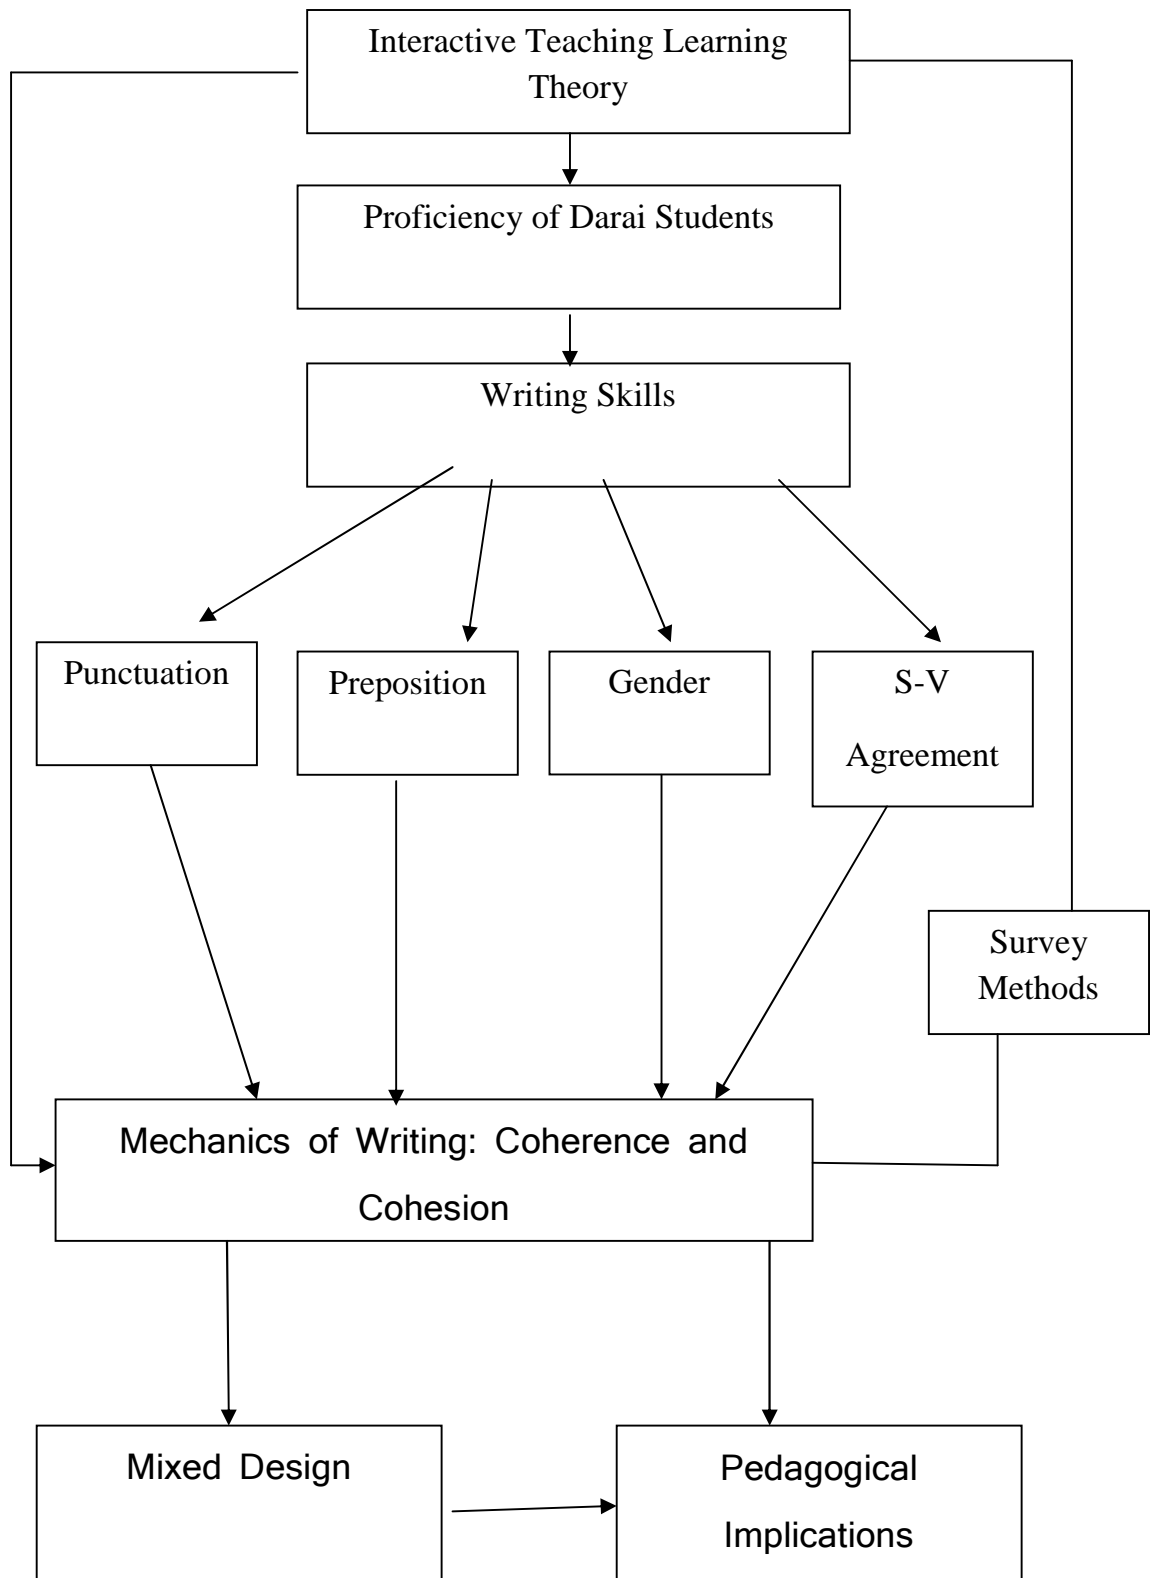 Interactive Teaching Learning
Theory
Proficiency of Darai Students
Writing Skills
Punctuation
Preposition
Gender
S-V
Agreement
Survey
Methods
Mechanics of Writing: Coherence and
Cohesion
Mixed Design
Pedagogical
Implications